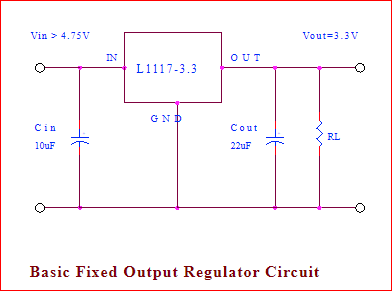 Vin > 4.75V
Vout=3.3V
IN
OUT
L1117-3.3
GND
Cin
10uF
Cout
22uF
RL
Basic Fixed Output Regulator Circuit